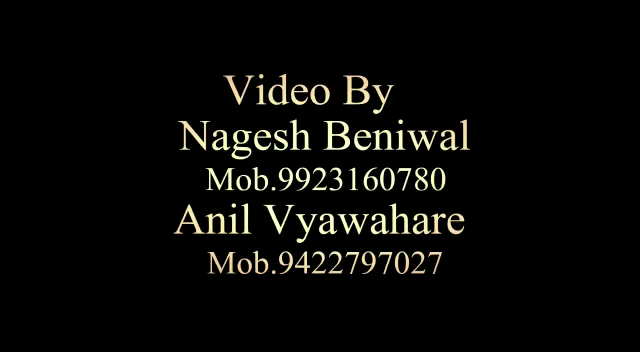 Video By
Nagesh Beniwal
Mob.9923160780
Anil Vyawahare
Mob.9422797027